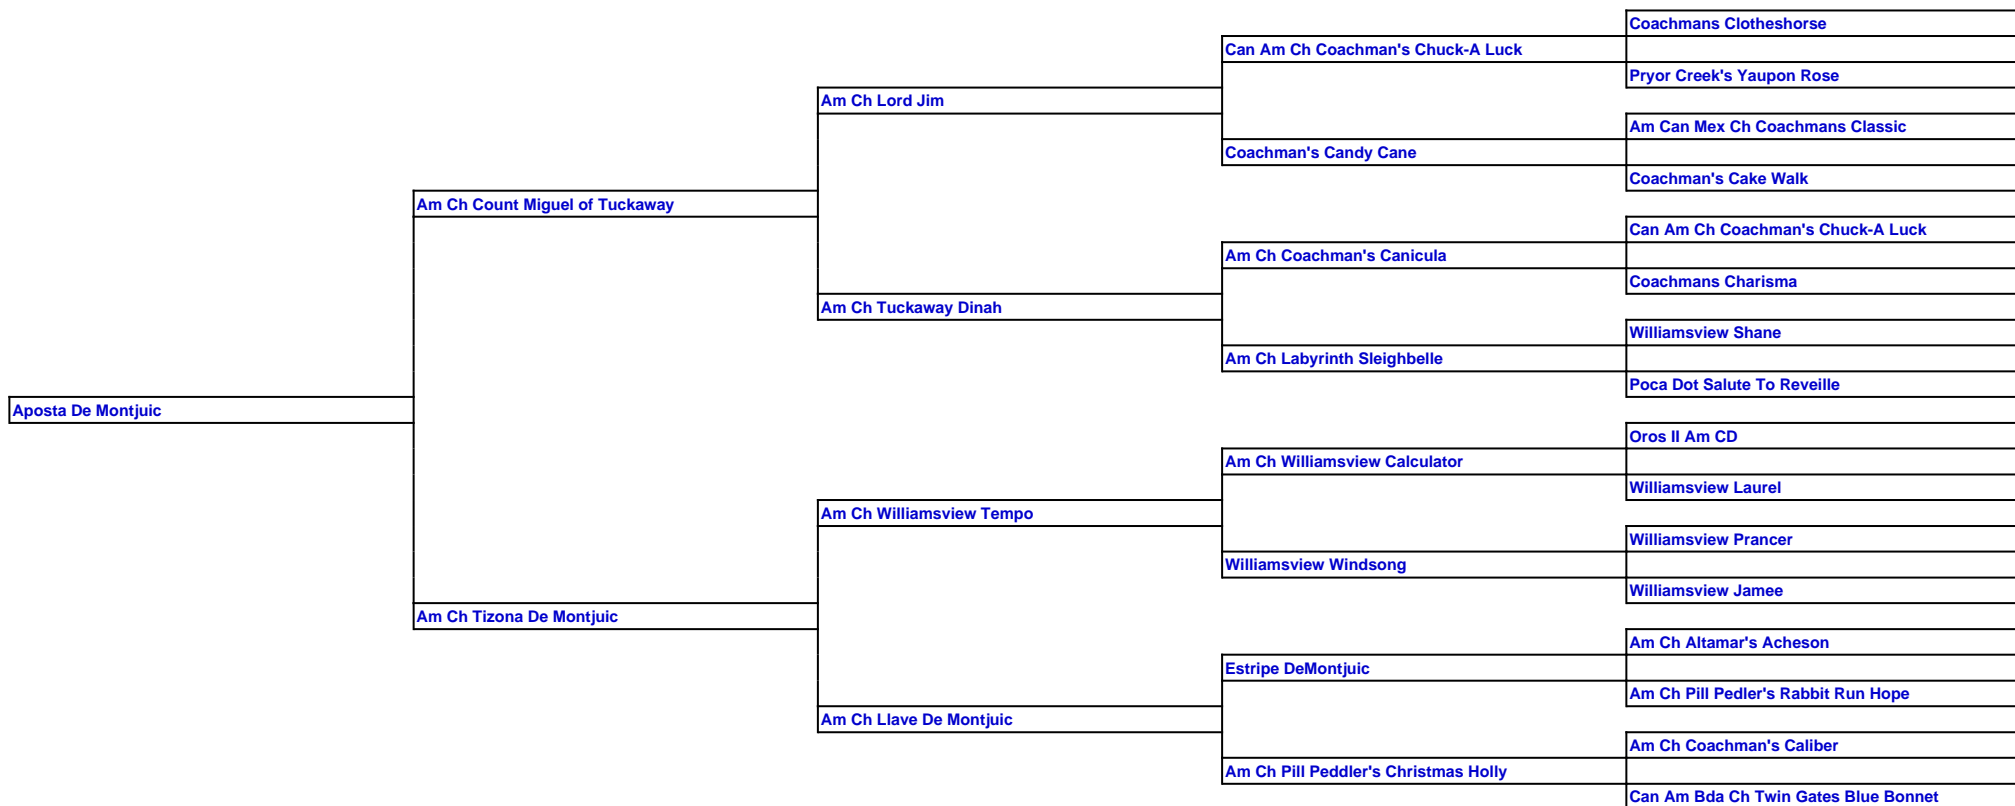 Coachmans Clotheshorse
Can Am Ch Coachman's Chuck-A Luck
Pryor Creek's Yaupon Rose
Am Ch Lord Jim
Am Can Mex Ch Coachmans Classic
Coachman's Candy Cane
Coachman's Cake Walk
Am Ch Count Miguel of Tuckaway
Can Am Ch Coachman's Chuck-A Luck
Am Ch Coachman's Canicula
Coachmans Charisma
Am Ch Tuckaway Dinah
Williamsview Shane
Am Ch Labyrinth Sleighbelle
Poca Dot Salute To Reveille
Aposta De Montjuic
Oros II Am CD
Am Ch Williamsview Calculator
Williamsview Laurel
Am Ch Williamsview Tempo
Williamsview Prancer
Williamsview Windsong
Williamsview Jamee
Am Ch Tizona De Montjuic
Am Ch Altamar's Acheson
Estripe DeMontjuic
Am Ch Pill Pedler's Rabbit Run Hope
Am Ch Llave De Montjuic
Am Ch Coachman's Caliber
Am Ch Pill Peddler's Christmas Holly
Can Am Bda Ch Twin Gates Blue Bonnet